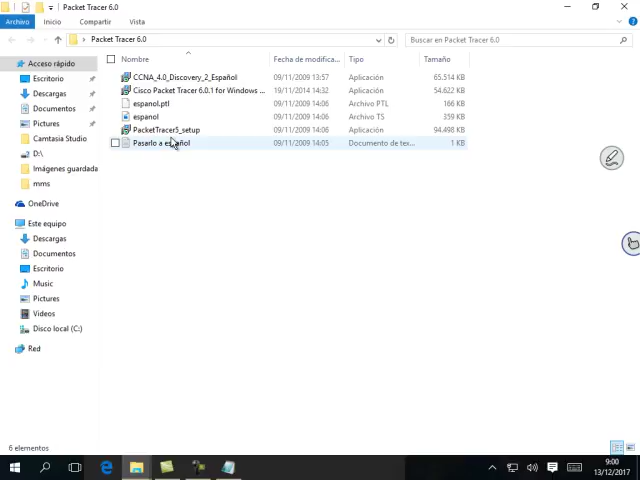 Packet Tracer 6.0
Archivo Inicio Compartir Vista
Packet Tracer 6.0
Buscar en Packet Tracer 6.0
Nombre Fecha de modifica... Tipo Tamaño
CCNA_4.0_Discovery_2_Español 09/11/2009 13:57 Aplicación 65.514 KB
Cisco Packet Tracer 6.0.1 for Windows ... 19/11/2014 14:32 Aplicación 54.622 KB
espanol.ptl 09/11/2009 14:06 Archivo PTL 166 KB
espanol 09/11/2009 14:06 Archivo TS 359 KB
PacketTracer5_setup 09/11/2009 14:06 Aplicación 94.498 KB
Pasarlo a español 09/11/2009 14:05 Documento de tex... 1 KB
Acceso rápido
Escritorio
Descargas
Documentos
Pictures
Camtasia Studio
D:\
Imágenes guardada
mms
OneDrive
Este equipo
Descargas
Documentos
Escritorio
Music
Pictures
Videos
Disco local (C:)
Red
6 elementos
9:00
13/12/2017